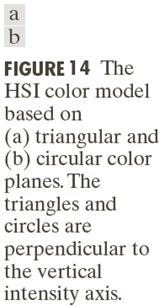 a
b
FIGURE 14 The
HSI color model
based on
(a) triangular and
(b) circular color
planes. The
triangles and
circles are
perpendicular to
the vertical
intensity axis.